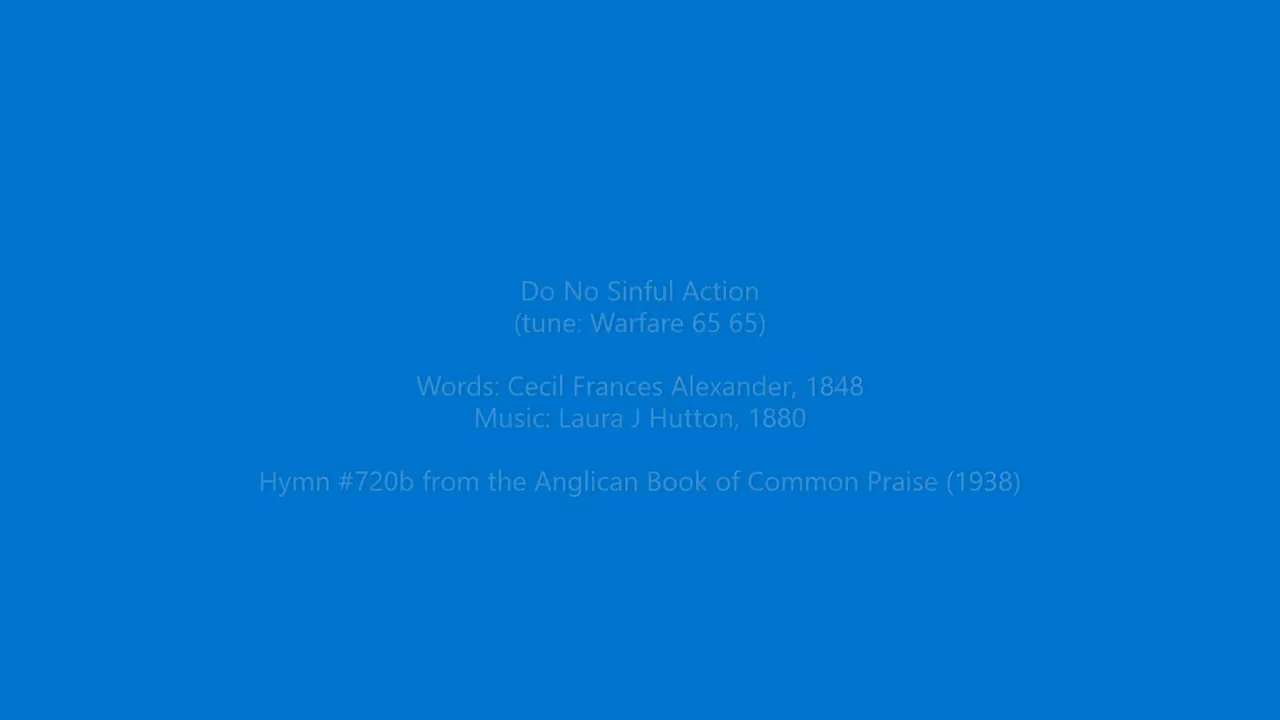 Do No Sinful Action
(tune: Warfare 65 65)
Words: Cecil Frances Alexander, 1848
Music: Laura J Hutton, 1880
Hymn #720b from the Anglican Book of Common Praise (1938)